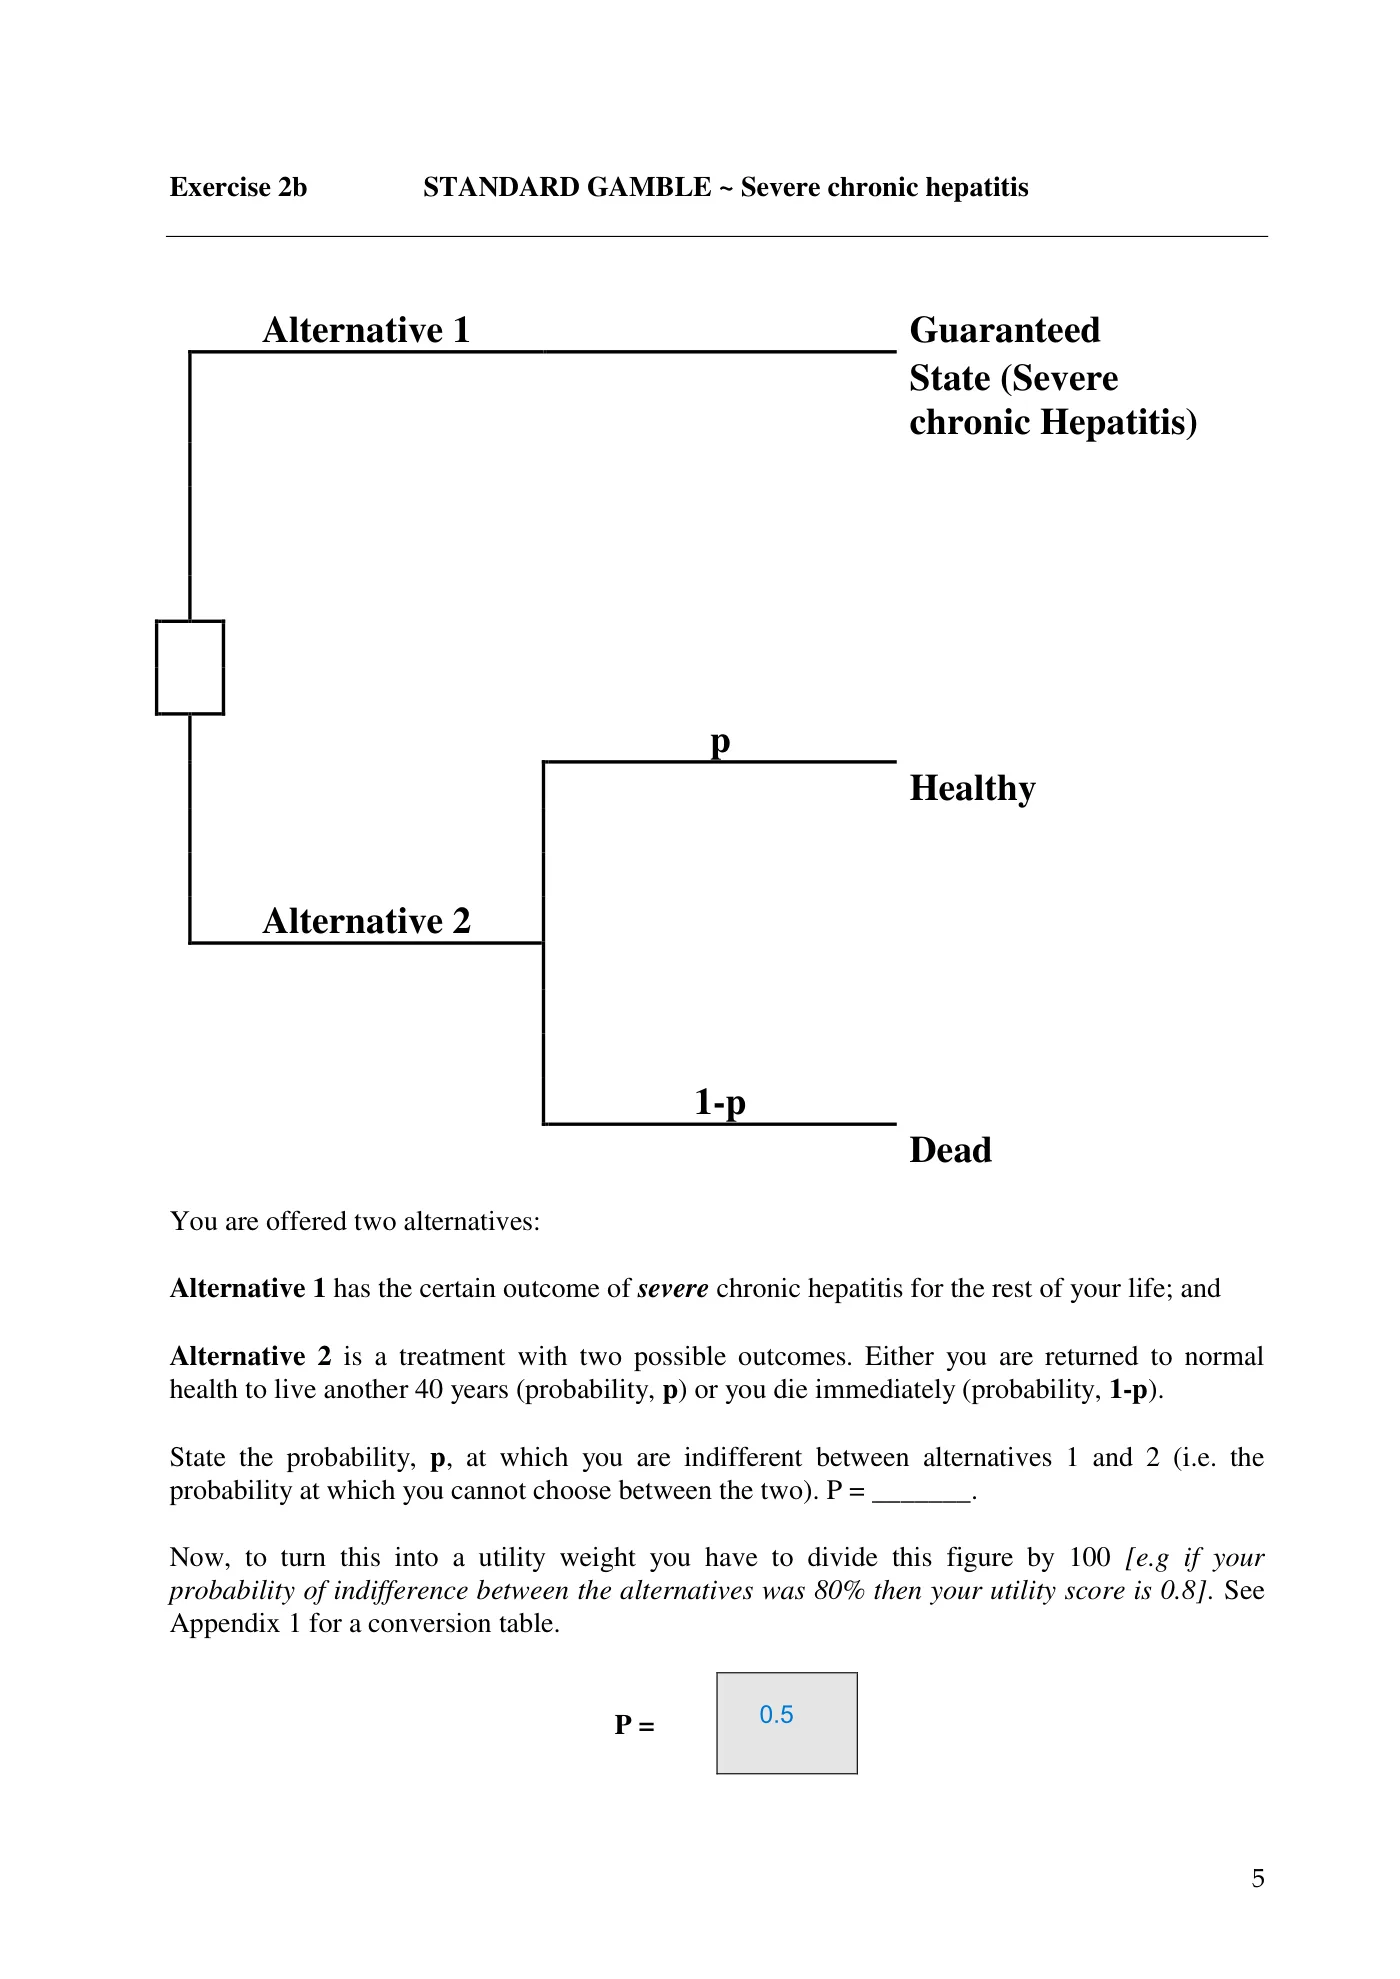 Exercise 2b STANDARD GAMBLE ~ Severe chronic hepatitis
Alternative 1
Guaranteed
State (Severe
chronic Hepatitis)
p
Healthy
Alternative 2
1-p
Dead
You are offered two alternatives:
Alternative 1 has the certain outcome of severe chronic hepatitis for the rest of your life; and
Alternative 2 is a treatment with two possible outcomes. Either you are returned to normal
health to live another 40 years (probability, p) or you die immediately (probability, 1-p).
State the probability, p, at which you are indifferent between alternatives 1 and 2 (i.e. the
probability at which you cannot choose between the two). P = _______.
Now, to turn this into a utility weight you have to divide this figure by 100 [e.g if your
probability of indifference between the alternatives was 80% then your utility score is 0.8]. See
Appendix 1 for a conversion table.
P =
0.5
5